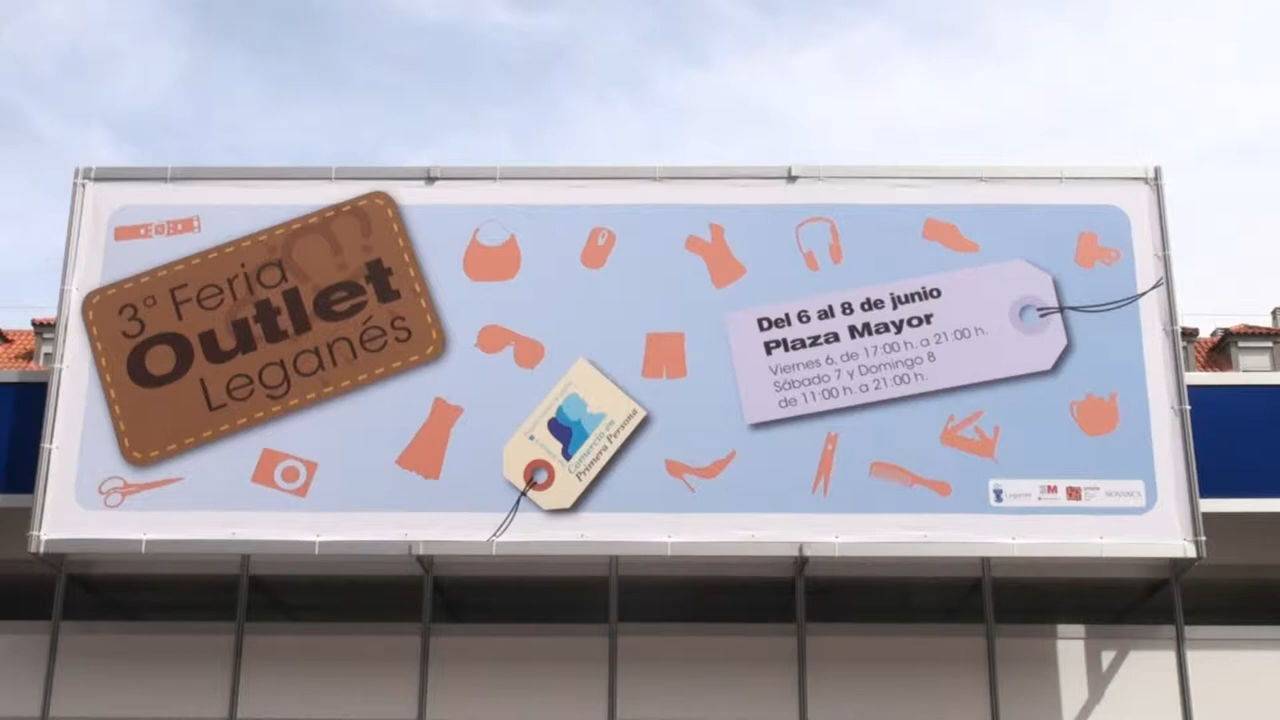 3ª Feria
Outlet
Leganés
Del 6 al 8 de junio
Plaza Mayor
Viernes 6, de 17:00 h. a 21:00 h.
Sábado 7 y Domingo 8
de 11:00 h. a 21:00 h.
Comercio en
Primera Persona
Leganés